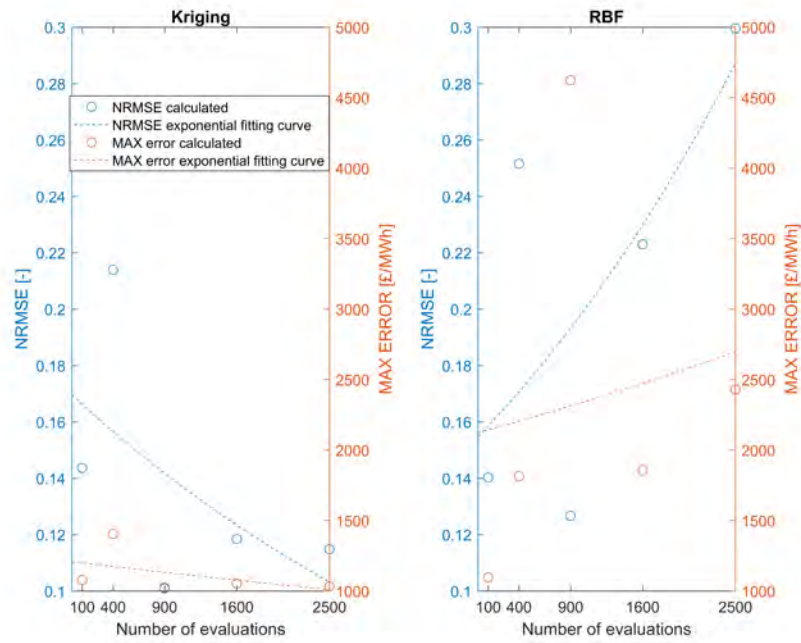 Kriging
RBF
0.3
0.28
0.26
0.24
0.22
0.2
0.18
0.16
0.14
0.12
0.1
NRMSE [-]
NRMSE calculated
NRMSE exponential fitting curve
MAX error calculated
MAX error exponential fitting curve
5000
4500
4000
3500
3000
2500
2000
1500
1000
MAX ERROR [£/MWh]
100 400 900 1600 2500
Number of evaluations
0.3
0.28
0.26
0.24
0.22
0.2
0.18
0.16
0.14
0.12
0.1
NRMSE [-]
5000
4500
4000
3500
3000
2500
2000
1500
1000
MAX ERROR [£/MWh]
100 400 900 1600 2500
Number of evaluations